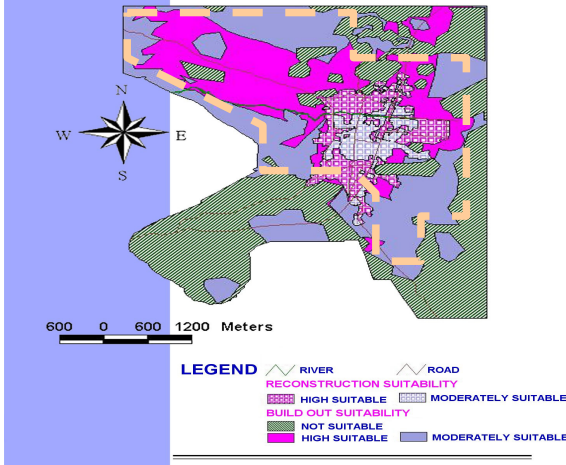 N
W E
S
600 0 600 1200 Meters
LEGEND RIVER ROAD
RECONSTRUCTION SUITABILITY
HIGH SUITABLE MODERATELY SUITABLE
BUILD OUT SUITABILITY
NOT SUITABLE
HIGH SUITABLE MODERATELY SUITABLE